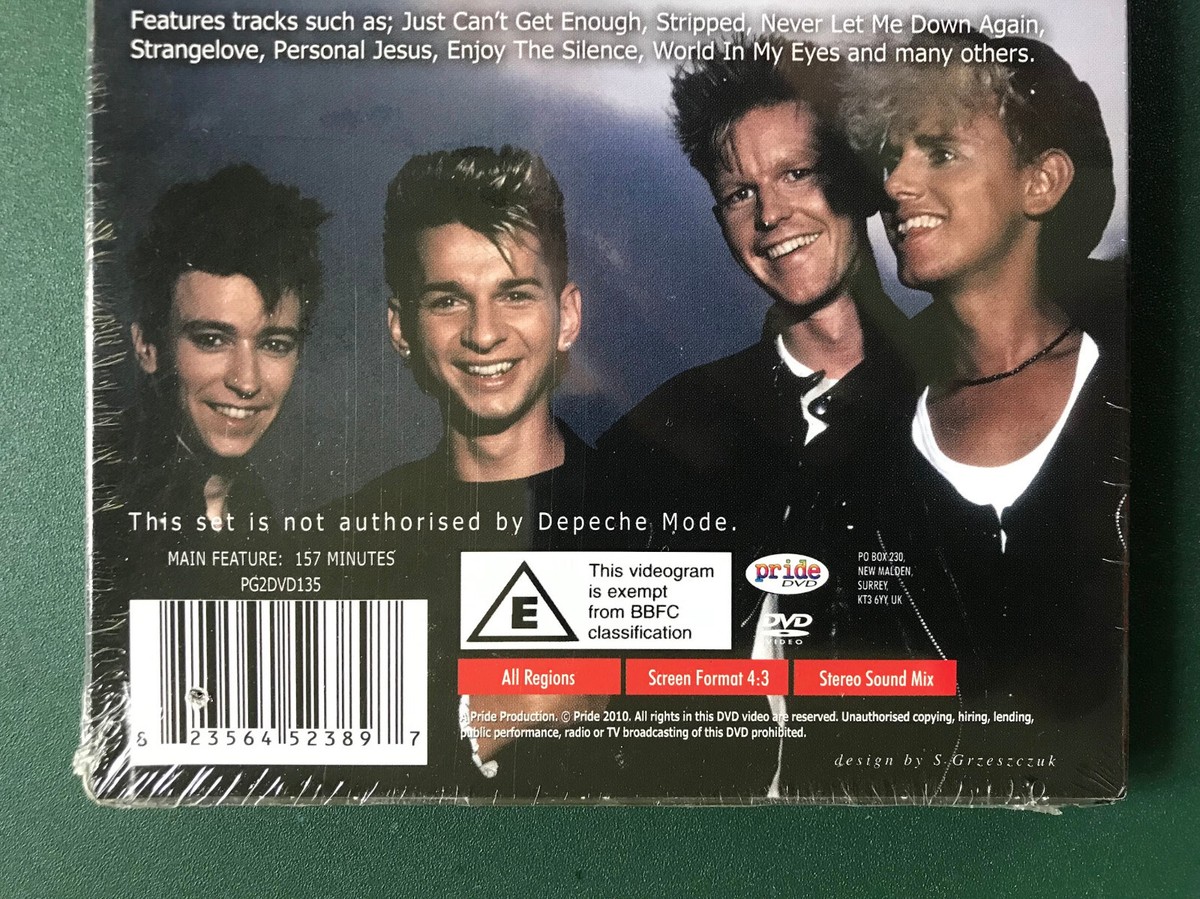 Features tracks such as; Just Can't Get Enough, Stripped, Never Let Me Down Again,
Strangelove, Personal Jesus, Enjoy The Silence, World In My Eyes and many others.
This set is not authorised by Depeche Mode.
MAIN FEATURE: 157 MINUTES
PG2DVD135
8 23564 52389 7
E
This videogram
is exempt
from BBFC
classification
pride
DVD
DVD
VIDEO
PO BOX 230,
NEW MALDEN,
SURREY,
KT3 6YY, UK
All Regions
Screen Format 4:3
Stereo Sound Mix
A Pride Production. © Pride 2010. All rights in this DVD video are reserved. Unauthorised copying, hiring, lending,
public performance, radio or TV broadcasting of this DVD prohibited.
design by S Grzeszczuk